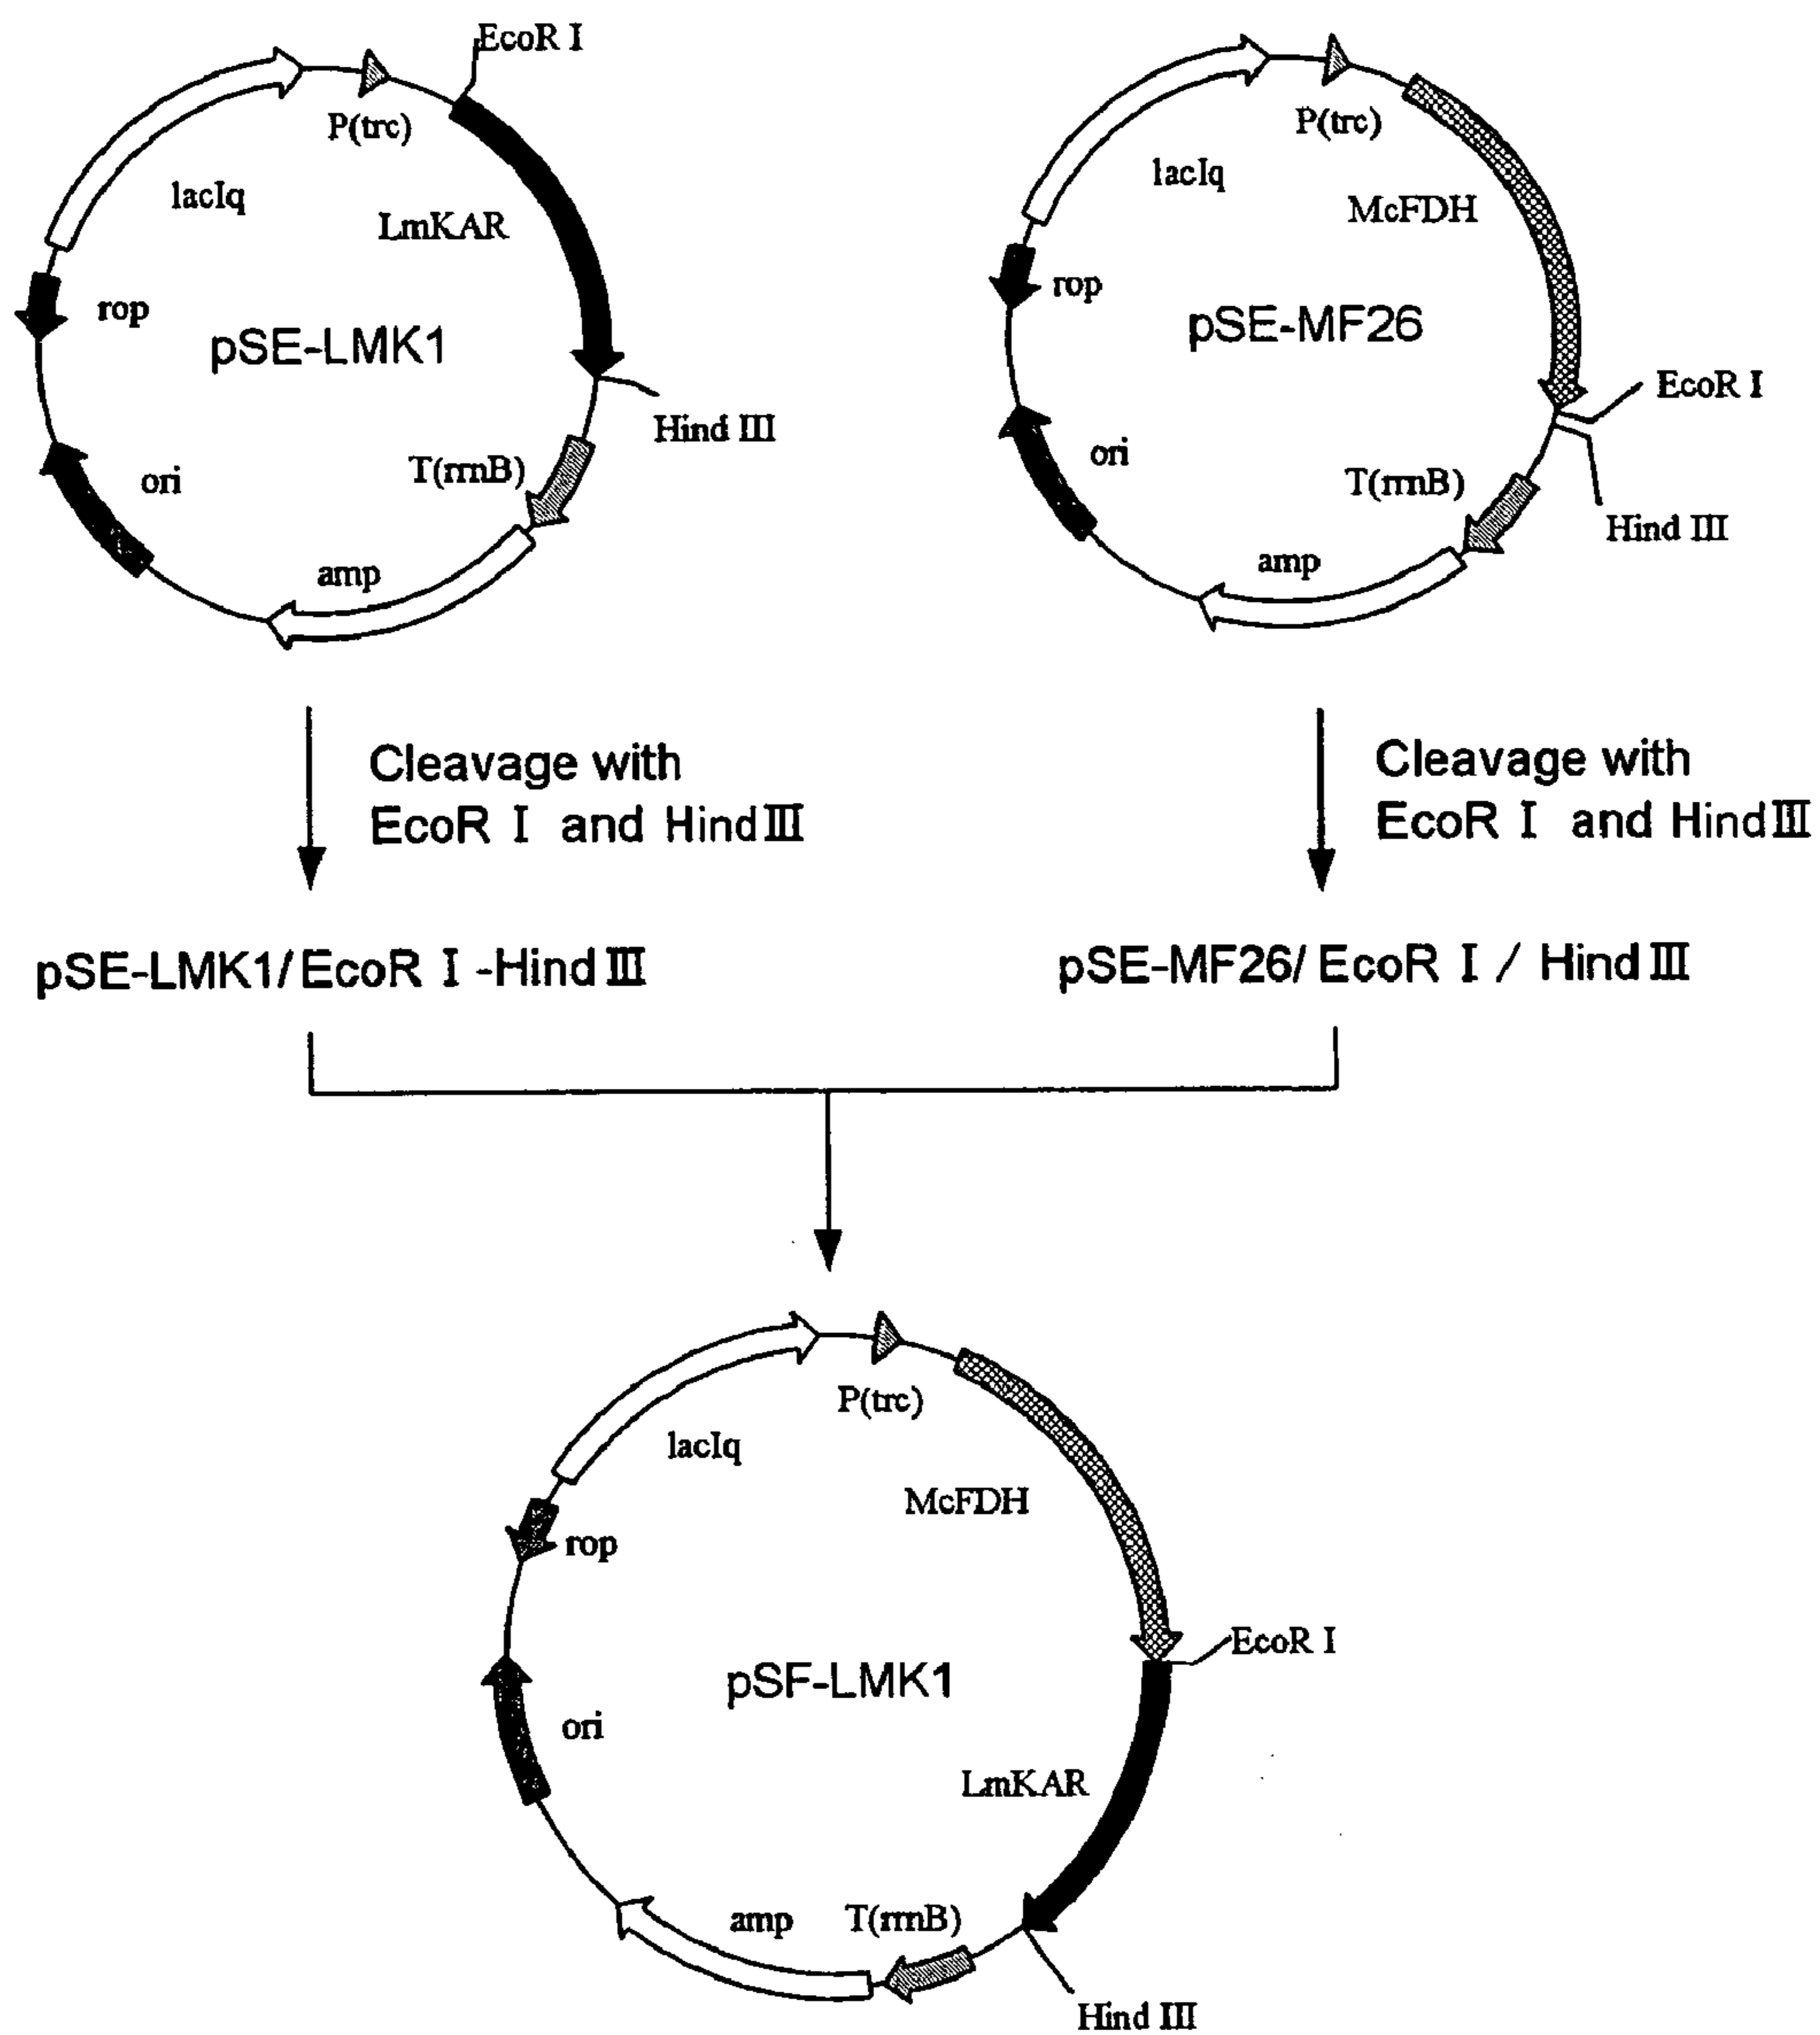 EcoR I
P(trc)
lacIq
LmKAR
rop
pSE-LMK1
Hind III
T(rrnB)
ori
amp
P(trc)
lacIq
McFDH
rop
pSE-MF26
EcoR I
ori
T(rrnB)
Hind III
amp
Cleavage with
EcoR I and Hind III
Cleavage with
EcoR I and Hind III
pSE-LMK1/ EcoR I -Hind III
pSE-MF26/ EcoR I / Hind III
P(trc)
lacIq
McFDH
rop
EcoR I
pSF-LMK1
ori
LmKAR
amp
T(rrnB)
Hind III